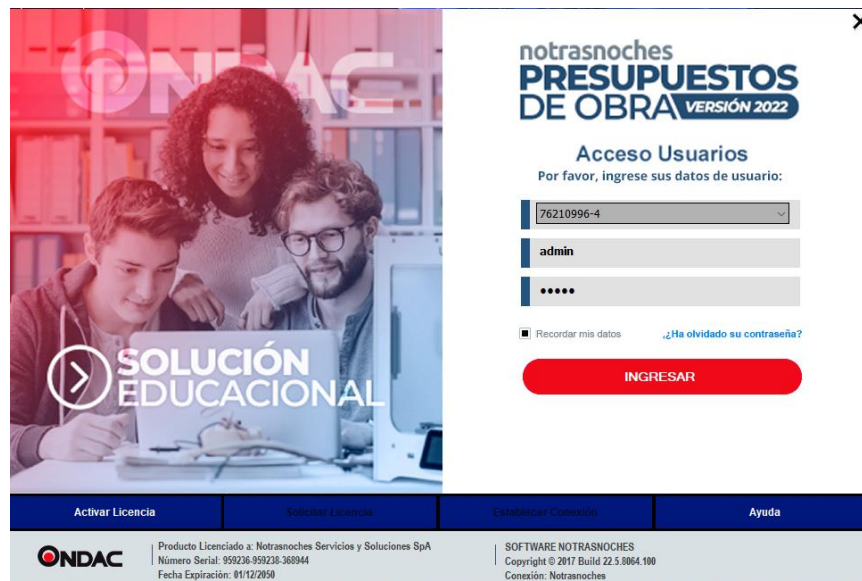 ONDAC
SOLUCIÓN
EDUCACIONAL
notrasnoches
PRESUPUESTOS
DE OBRA VERSIÓN 2022
Acceso Usuarios
Por favor, ingrese sus datos de usuario:
76210996-4
admin
•••••
Recordar mis datos
.¿Ha olvidado su contraseña?
INGRESAR
Activar Licencia
Solicitar Licencia
Establecer Conexión
Ayuda
ONDAC
Producto Licenciado a: Notrasnoches Servicios y Soluciones SpA
Número Serial: 959236-959238-368944
Fecha Expiración: 01/12/2050
SOFTWARE NOTRASNOCHES
Copyright © 2017 Build 22.5.8064.100
Conexión: Notrasnoches